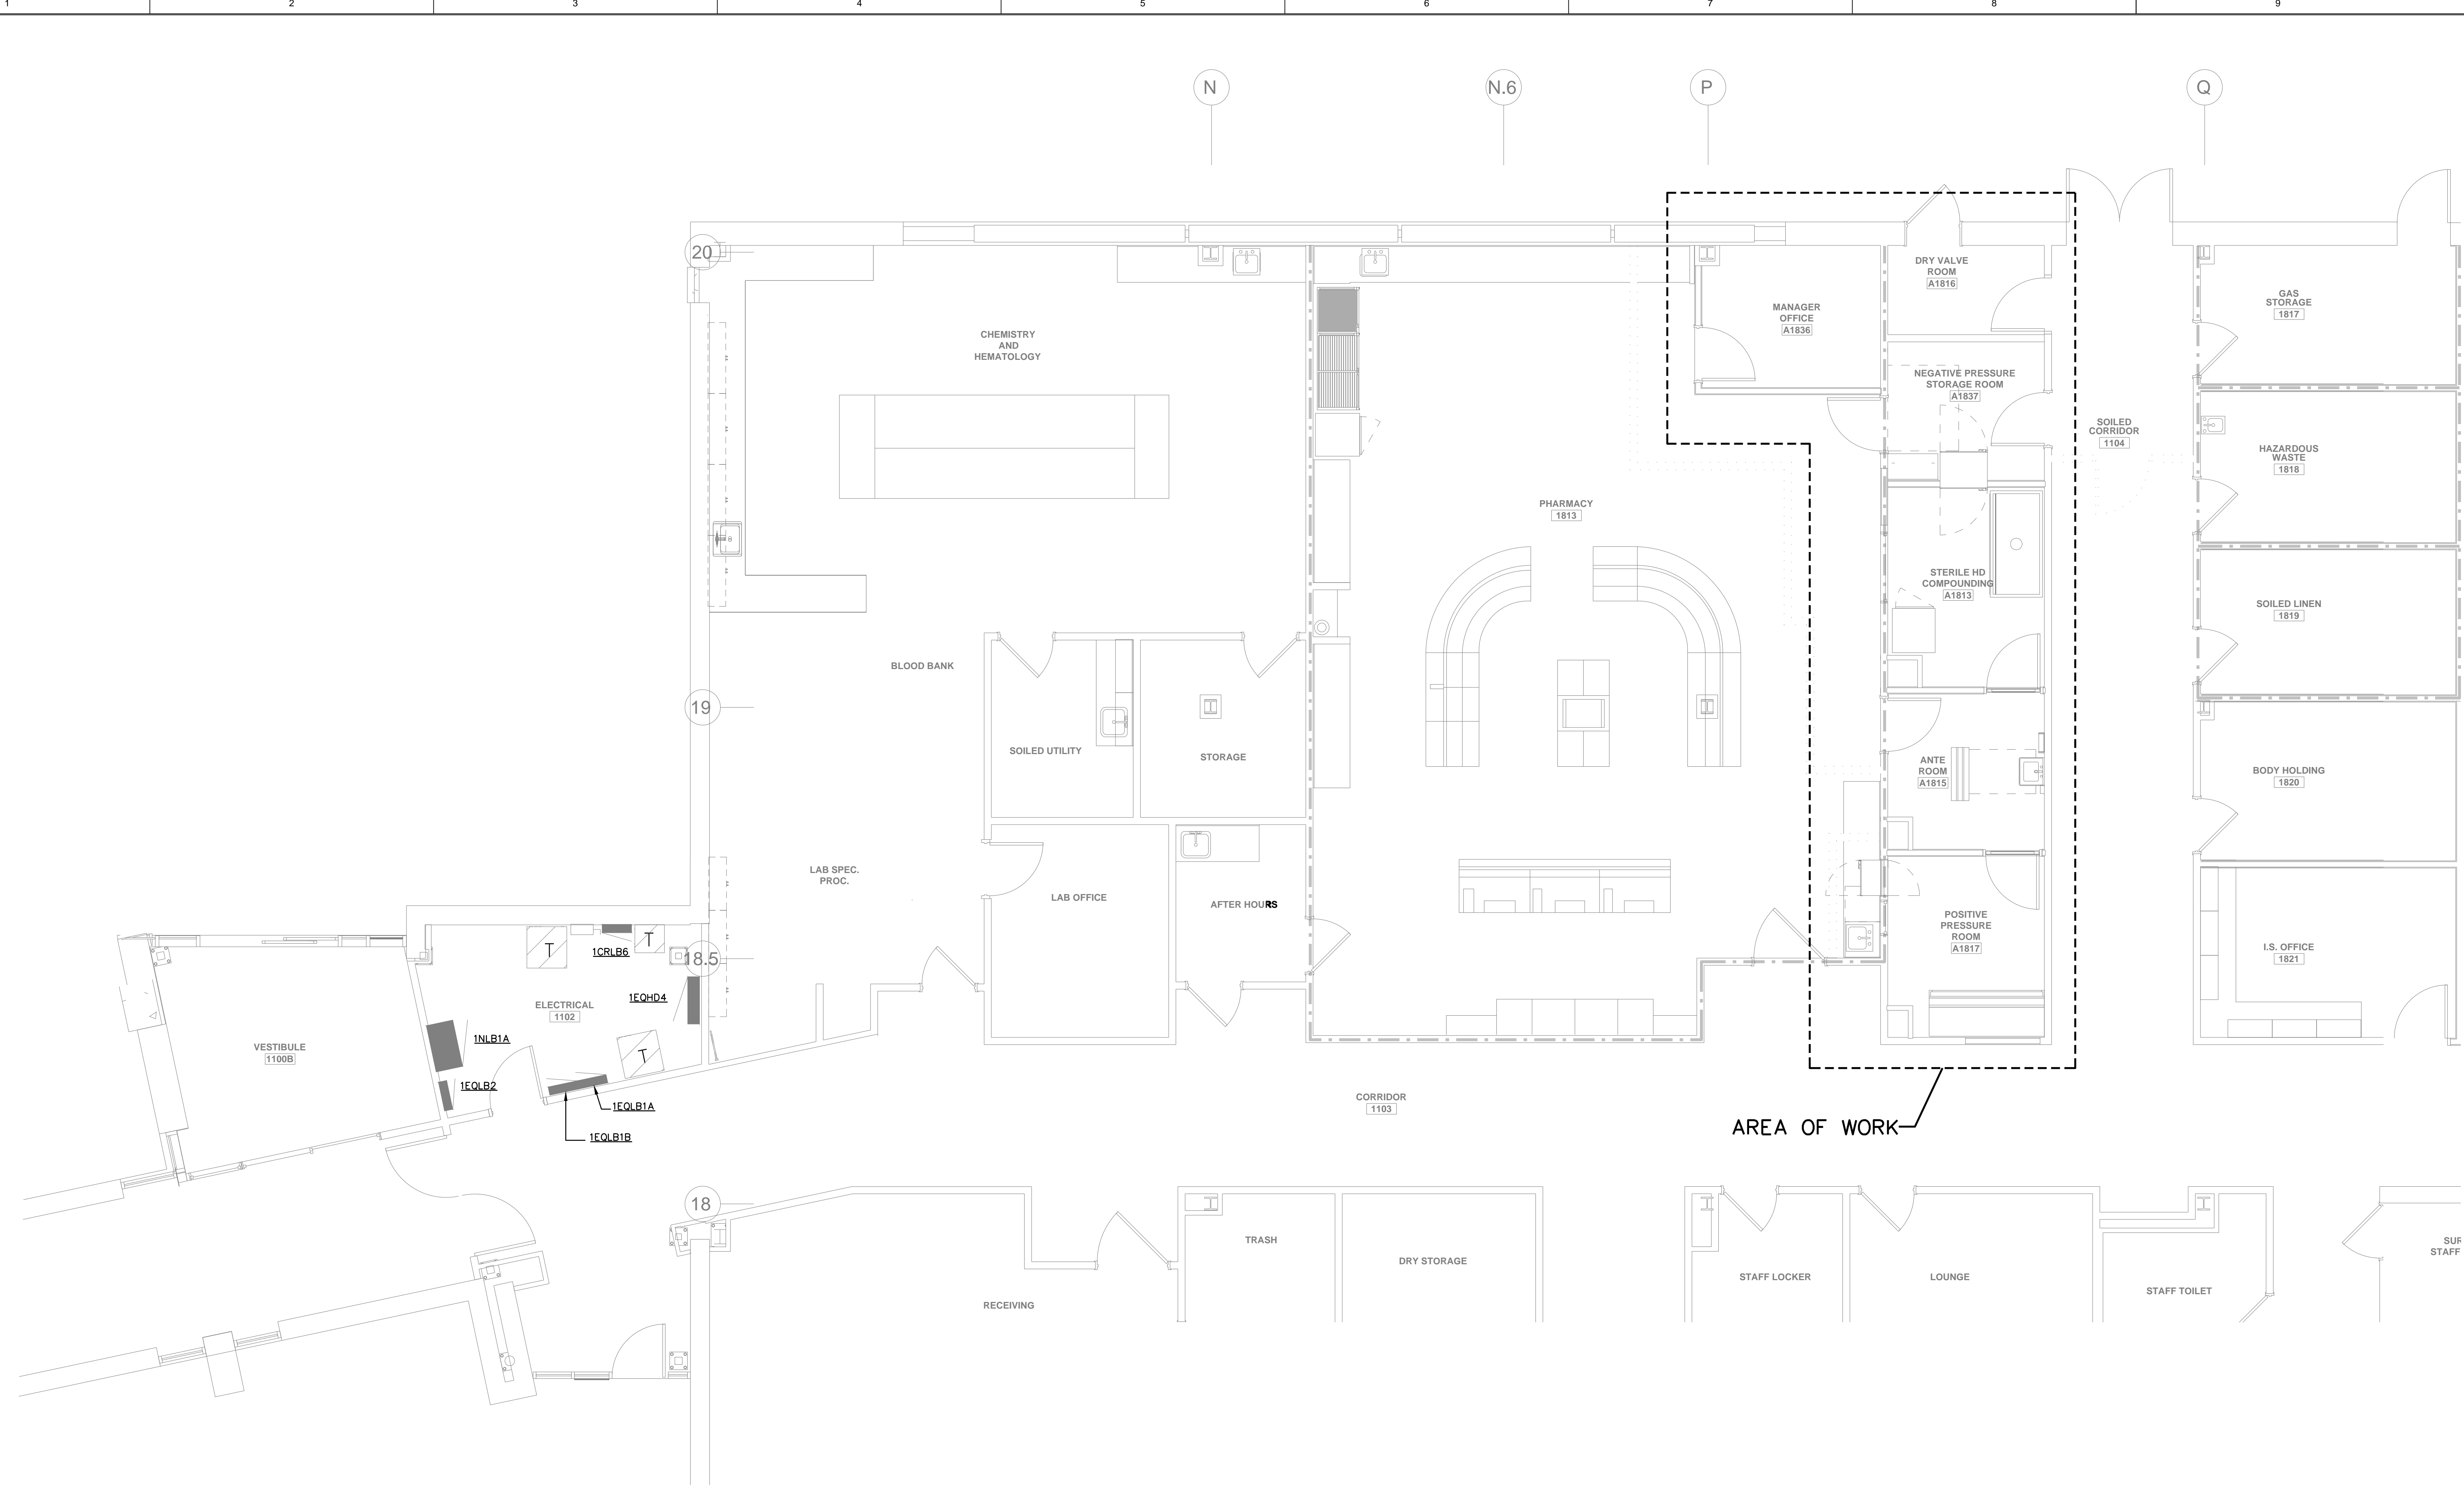 1
2
3
4
5
6
7
8
9
N
N.6
P
Q
20
19
18.5
18
CHEMISTRY
AND
HEMATOLOGY
MANAGER
OFFICE
A1836
DRY VALVE
ROOM
A1816
GAS
STORAGE
1817
NEGATIVE PRESSURE
STORAGE ROOM
A1837
SOILED
CORRIDOR
1104
HAZARDOUS
WASTE
1818
PHARMACY
1813
STERILE HD
COMPOUNDING
A1813
SOILED LINEN
1819
BLOOD BANK
SOILED UTILITY
STORAGE
ANTE
ROOM
A1815
BODY HOLDING
1820
LAB SPEC.
PROC.
LAB OFFICE
AFTER HOURS
POSITIVE
PRESSURE
ROOM
A1817
I.S. OFFICE
1821
T
T
1CRLB6
1EQHD4
ELECTRICAL
1102
1NLB1A
T
VESTIBULE
1100B
1EQLB2
1EQLB1A
1EQLB1B
CORRIDOR
1103
AREA OF WORK
TRASH
DRY STORAGE
RECEIVING
STAFF LOCKER
LOUNGE
STAFF TOILET
SUR
STAFF